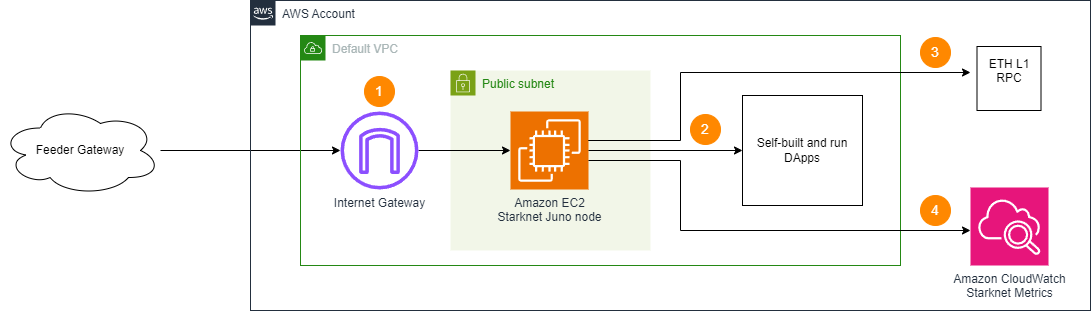 aws
AWS Account
Default VPC
Public subnet
1
2
3
4
Feeder Gateway
Internet Gateway
Amazon EC2
Starknet Juno node
Self-built and run
DApps
ETH L1
RPC
Amazon CloudWatch
Starknet Metrics